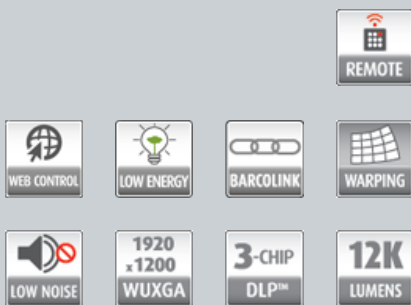 REMOTE
WEB CONTROL
LOW ENERGY
BARCOLINK
WARPING
LOW NOISE
1920
x1200
WUXGA
3-CHIP
DLP™
12K
LUMENS